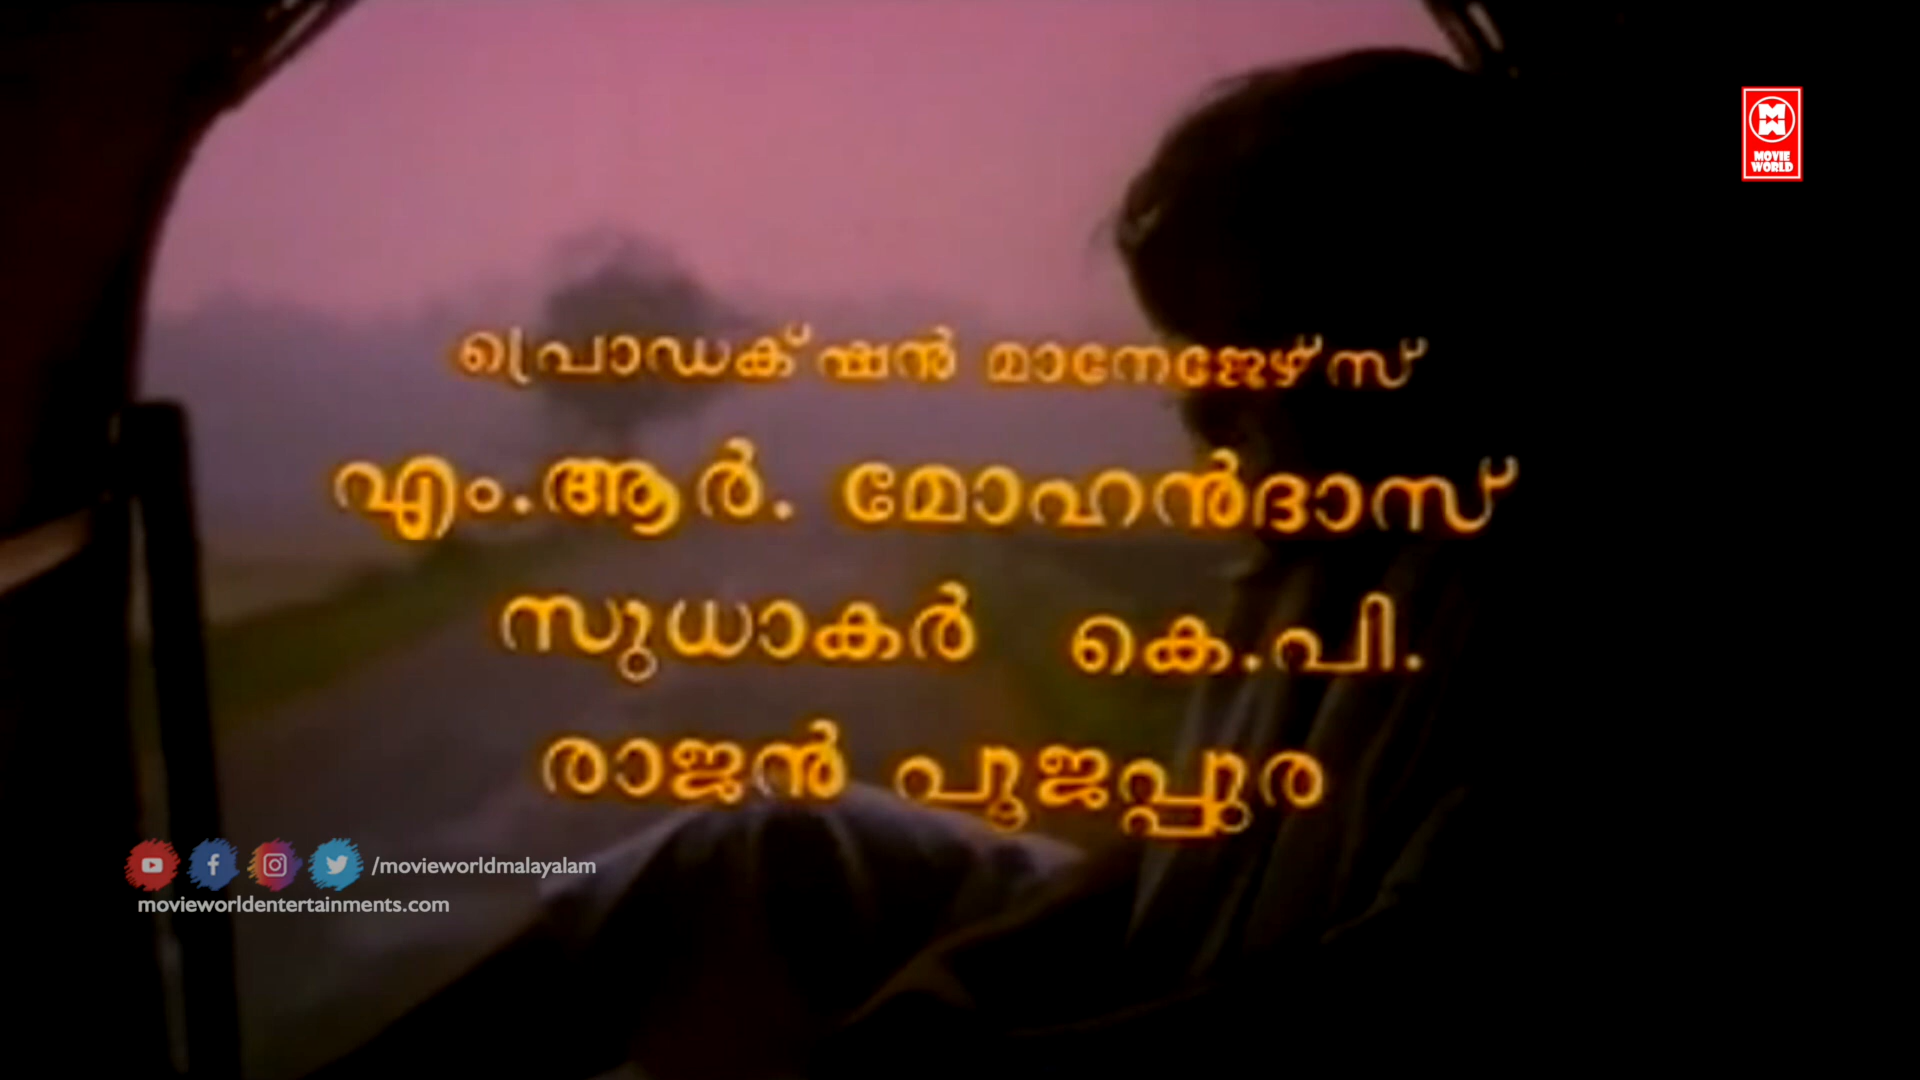 MOVIE
WORLD
പ്രൊഡക്ഷൻ മാനേജേഴ്സ്
എം.ആർ. മോഹൻദാസ്
സുധാകർ കെ.പി.
രാജൻ പൂജപ്പുര
/movieworldmalayalam
movieworldentertainments.com